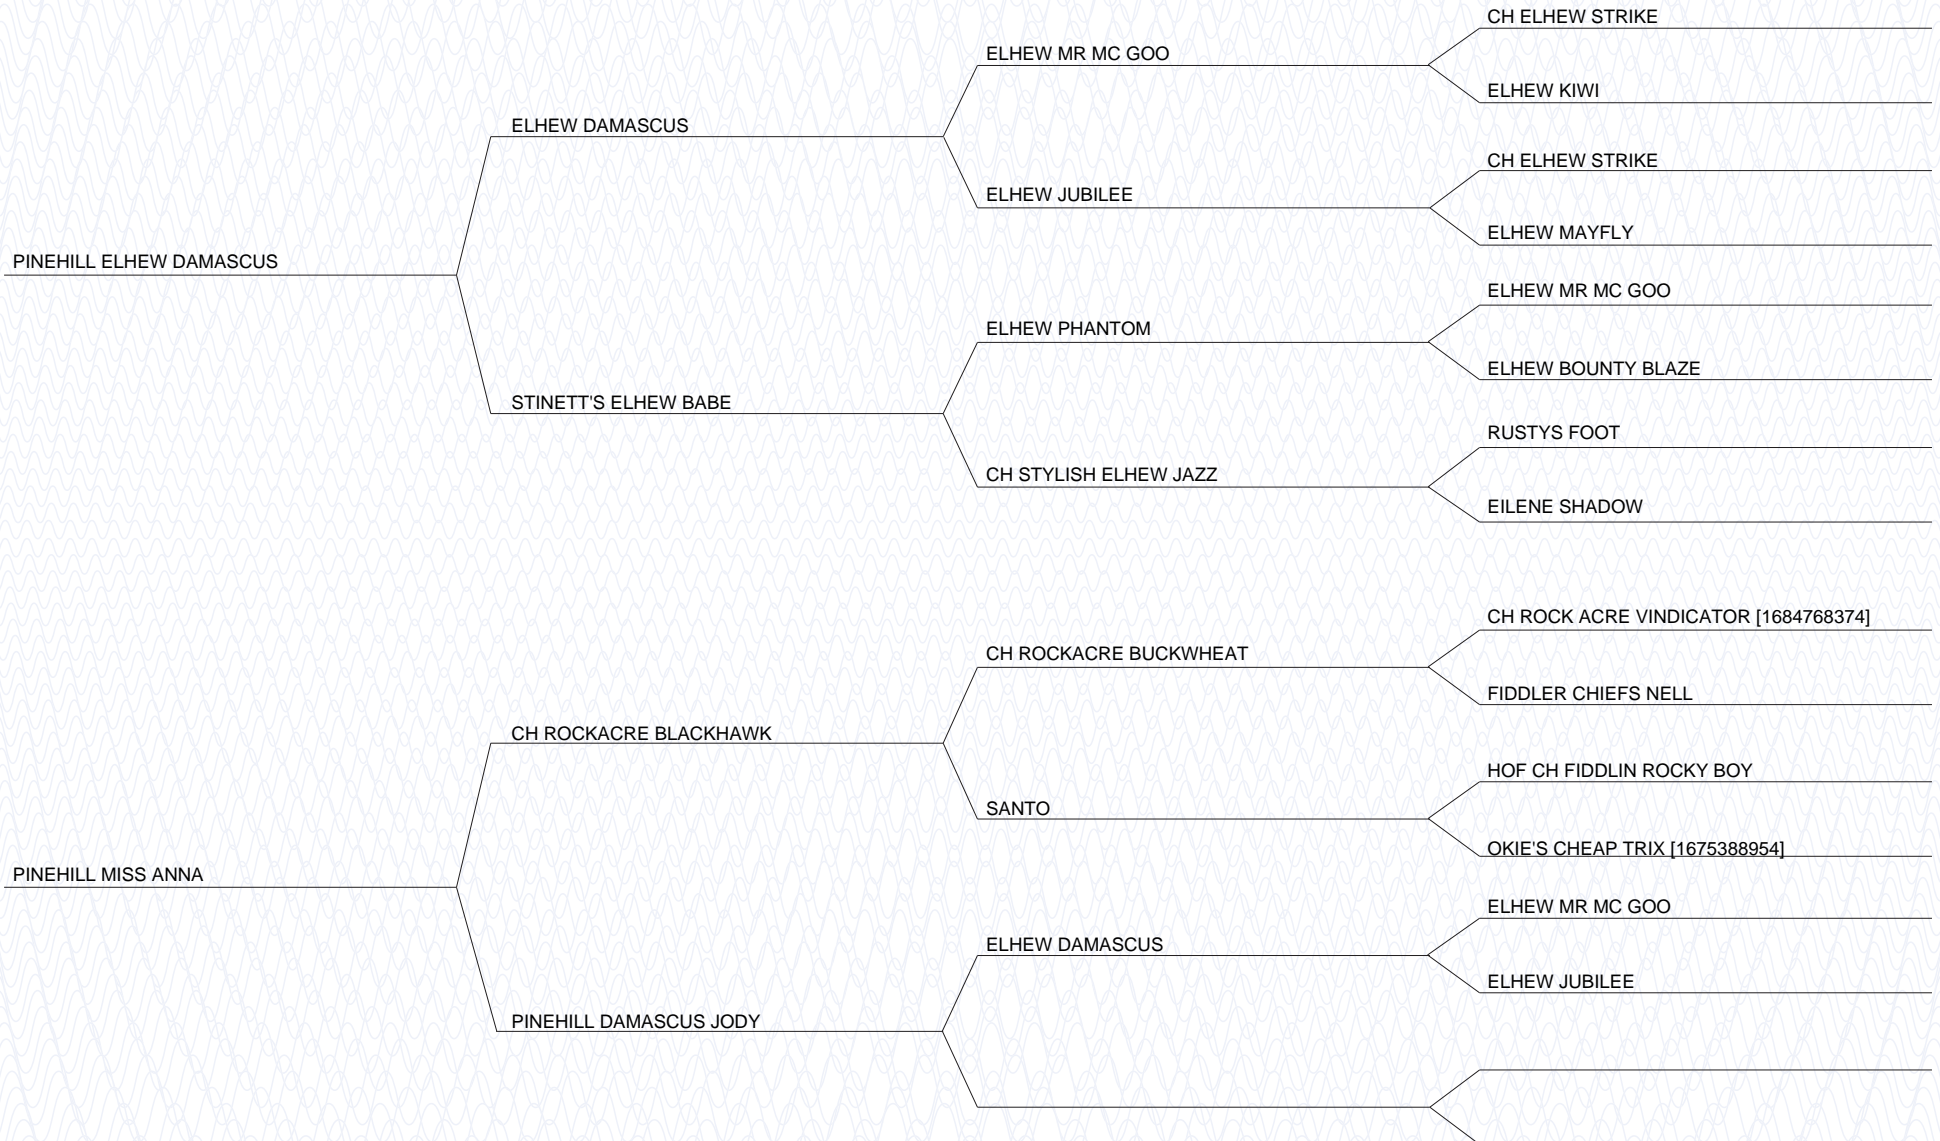 CH ELHEW STRIKE
ELHEW MR MC GOO
ELHEW KIWI
ELHEW DAMASCUS
CH ELHEW STRIKE
ELHEW JUBILEE
ELHEW MAYFLY
PINEHILL ELHEW DAMASCUS
ELHEW MR MC GOO
ELHEW PHANTOM
ELHEW BOUNTY BLAZE
STINETT'S ELHEW BABE
RUSTYS FOOT
CH STYLISH ELHEW JAZZ
EILENE SHADOW
CH ROCK ACRE VINDICATOR [1684768374]
CH ROCKACRE BUCKWHEAT
FIDDLER CHIEFS NELL
CH ROCKACRE BLACKHAWK
HOF CH FIDDLIN ROCKY BOY
SANTO
OKIE'S CHEAP TRIX [1675388954]
PINEHILL MISS ANNA
ELHEW MR MC GOO
ELHEW DAMASCUS
ELHEW JUBILEE
PINEHILL DAMASCUS JODY